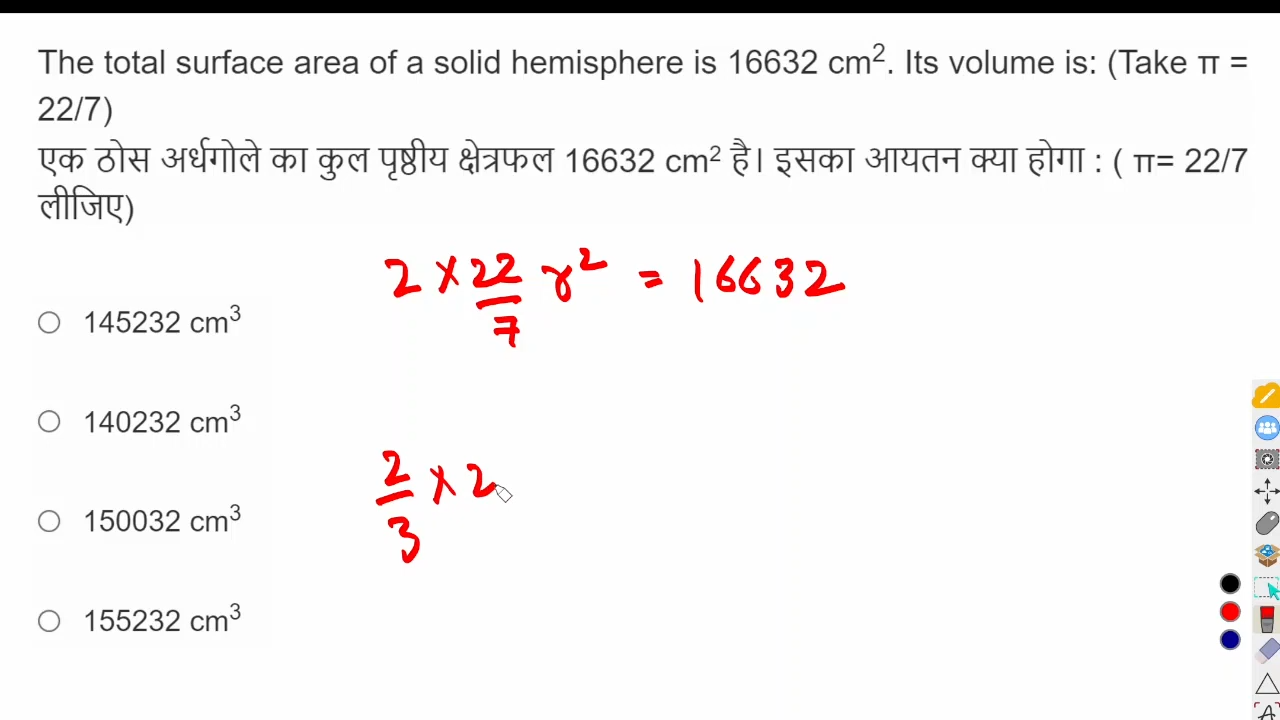 The total surface area of a solid hemisphere is 16632 cm². Its volume is: (Take π =
22/7)
एक ठोस अर्धगोले का कुल पृष्ठीय क्षेत्रफल 16632 cm² है। इसका आयतन क्या होगा : ( π= 22/7
लीजिए)
2 × 22/7 r² = 16632
145232 cm³
140232 cm³
2/3 × 2
150032 cm³
155232 cm³